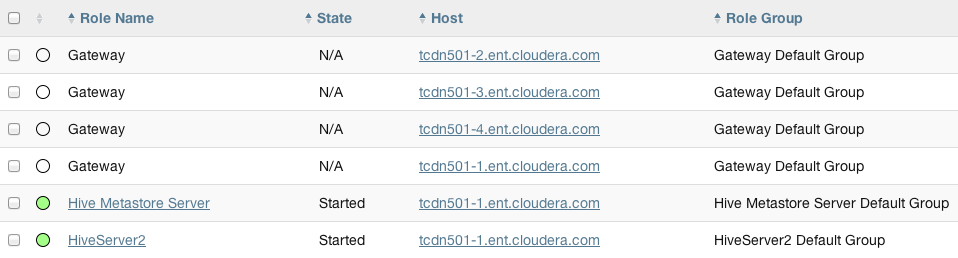 Role Name State Host Role Group
Gateway N/A tcdn501-2.ent.cloudera.com Gateway Default Group
Gateway N/A tcdn501-3.ent.cloudera.com Gateway Default Group
Gateway N/A tcdn501-4.ent.cloudera.com Gateway Default Group
Gateway N/A tcdn501-1.ent.cloudera.com Gateway Default Group
Hive Metastore Server Started tcdn501-1.ent.cloudera.com Hive Metastore Server Default Group
HiveServer2 Started tcdn501-1.ent.cloudera.com HiveServer2 Default Group